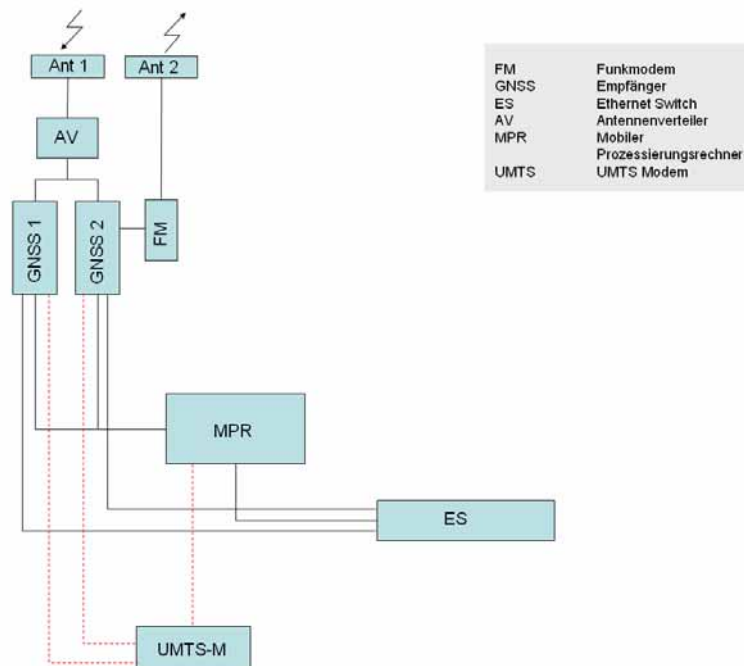 Ant 1
Ant 2
AV
GNSS 1
GNSS 2
FM
MPR
ES
UMTS-M
FM Funkmodem
GNSS Empfänger
ES Ethernet Switch
AV Antennenverteiler
MPR Mobiler
Prozessierungsrechner
UMTS UMTS Modem